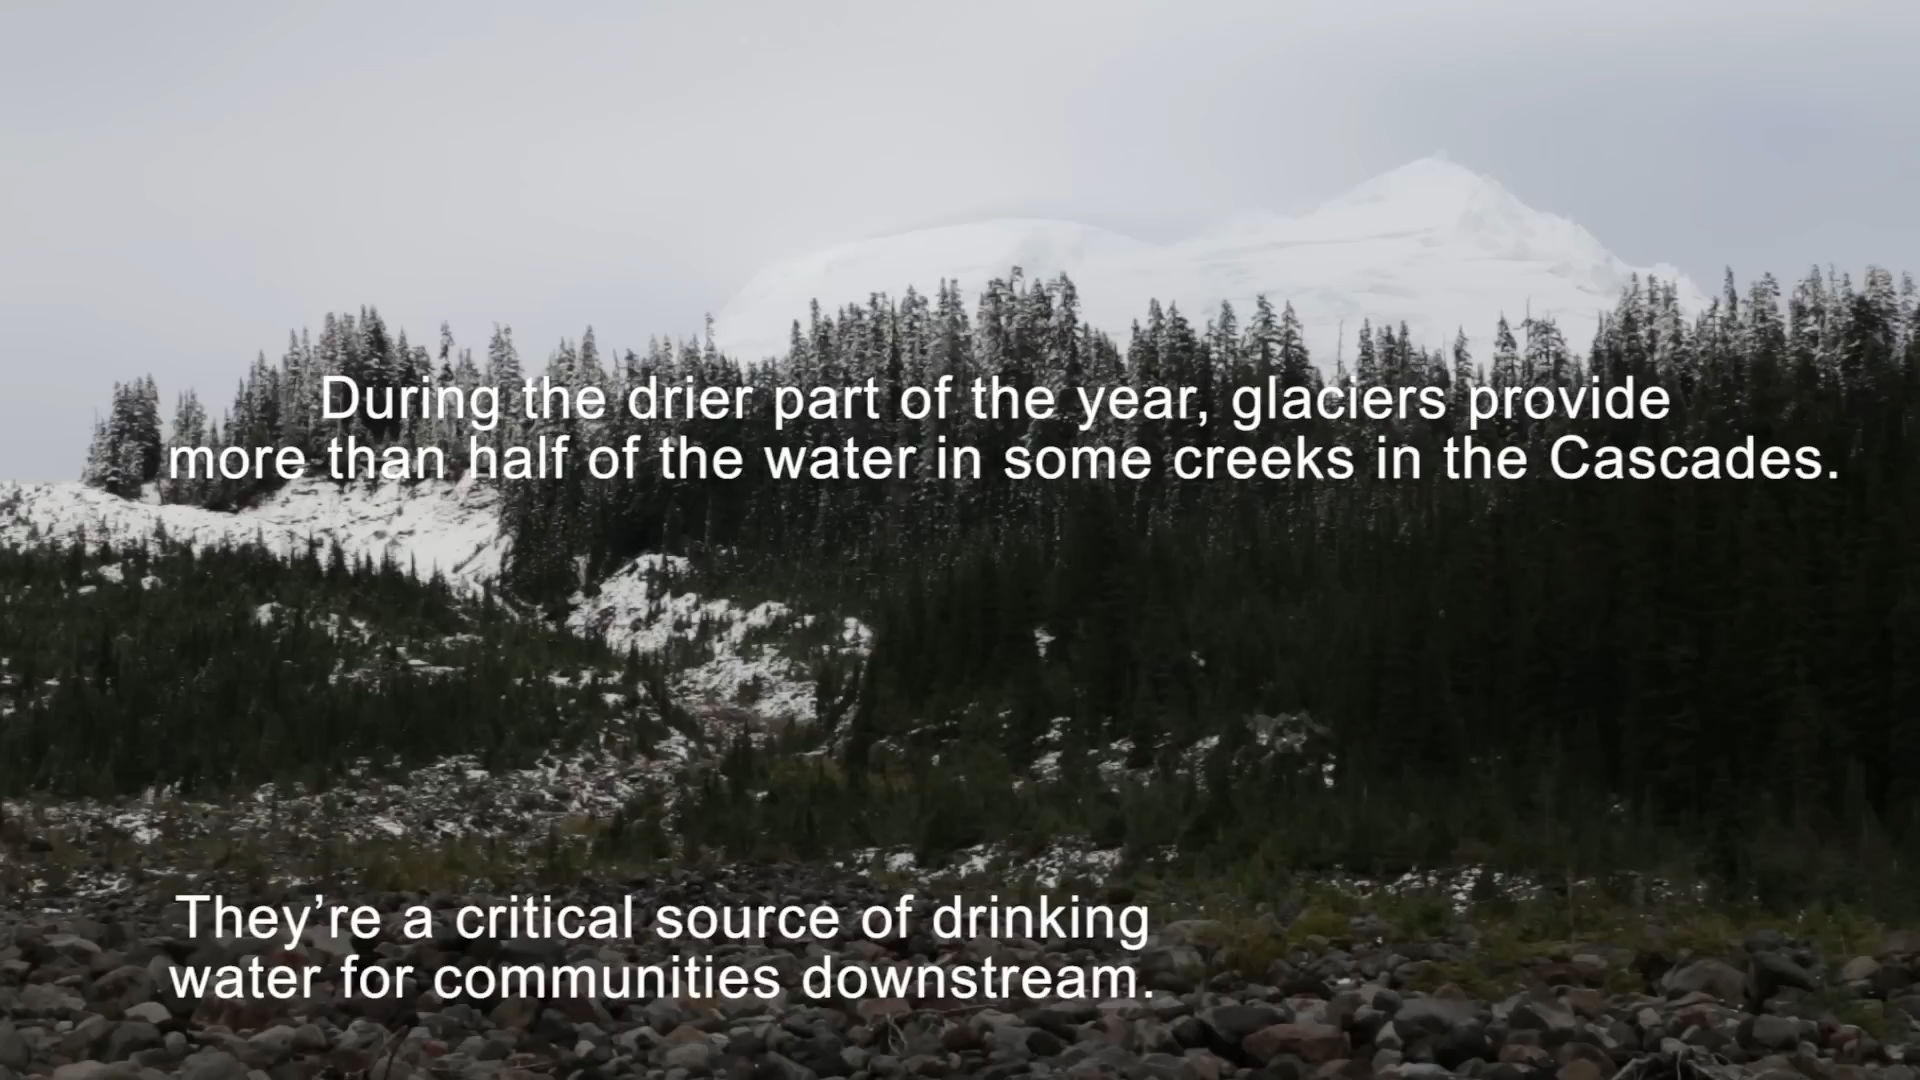 During the drier part of the year, glaciers provide
more than half of the water in some creeks in the Cascades.
They’re a critical source of drinking
water for communities downstream.